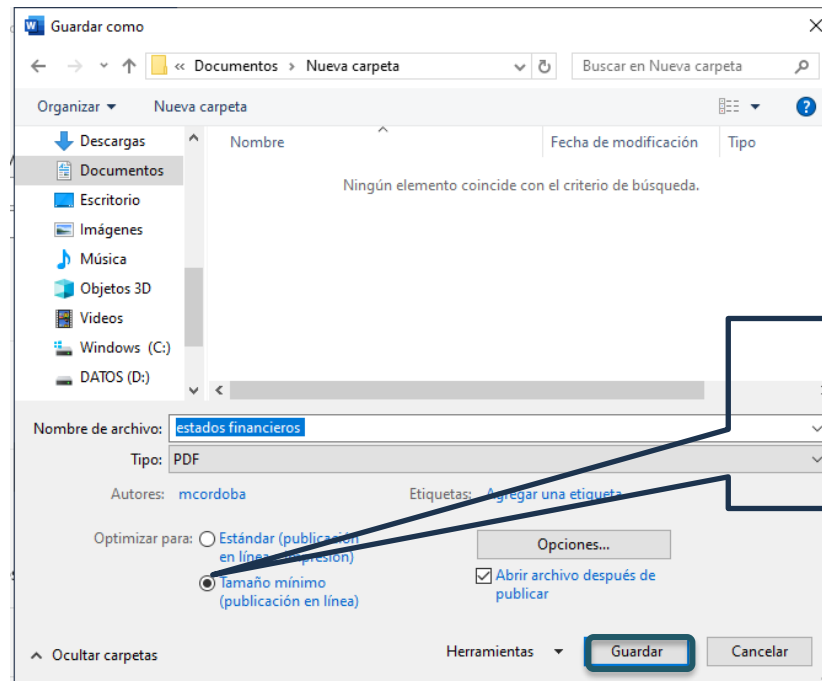 Guardar como
« Documentos > Nueva carpeta
Buscar en Nueva carpeta
Organizar
Nueva carpeta
Nombre
Fecha de modificación
Tipo
Descargas
Documentos
Escritorio
Imágenes
Música
Objetos 3D
Videos
Windows (C:)
DATOS (D:)
Ningún elemento coincide con el criterio de búsqueda.
Nombre de archivo: estados financieros
Tipo: PDF
Autores: mcordoba
Etiquetas: Agregar una etiqueta
Optimizar para:
Estándar (publicación
en línea impresión)
Tamaño mínimo
(publicación en línea)
Opciones...
Abrir archivo después de
publicar
Ocultar carpetas
Herramientas
Guardar
Cancelar